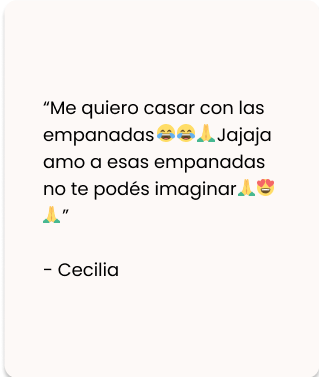 “Me quiero casar con las
empanadas😂😂🙏Jajaja
amo a esas empanadas
no te podés imaginar🙏😍
🙏”
- Cecilia